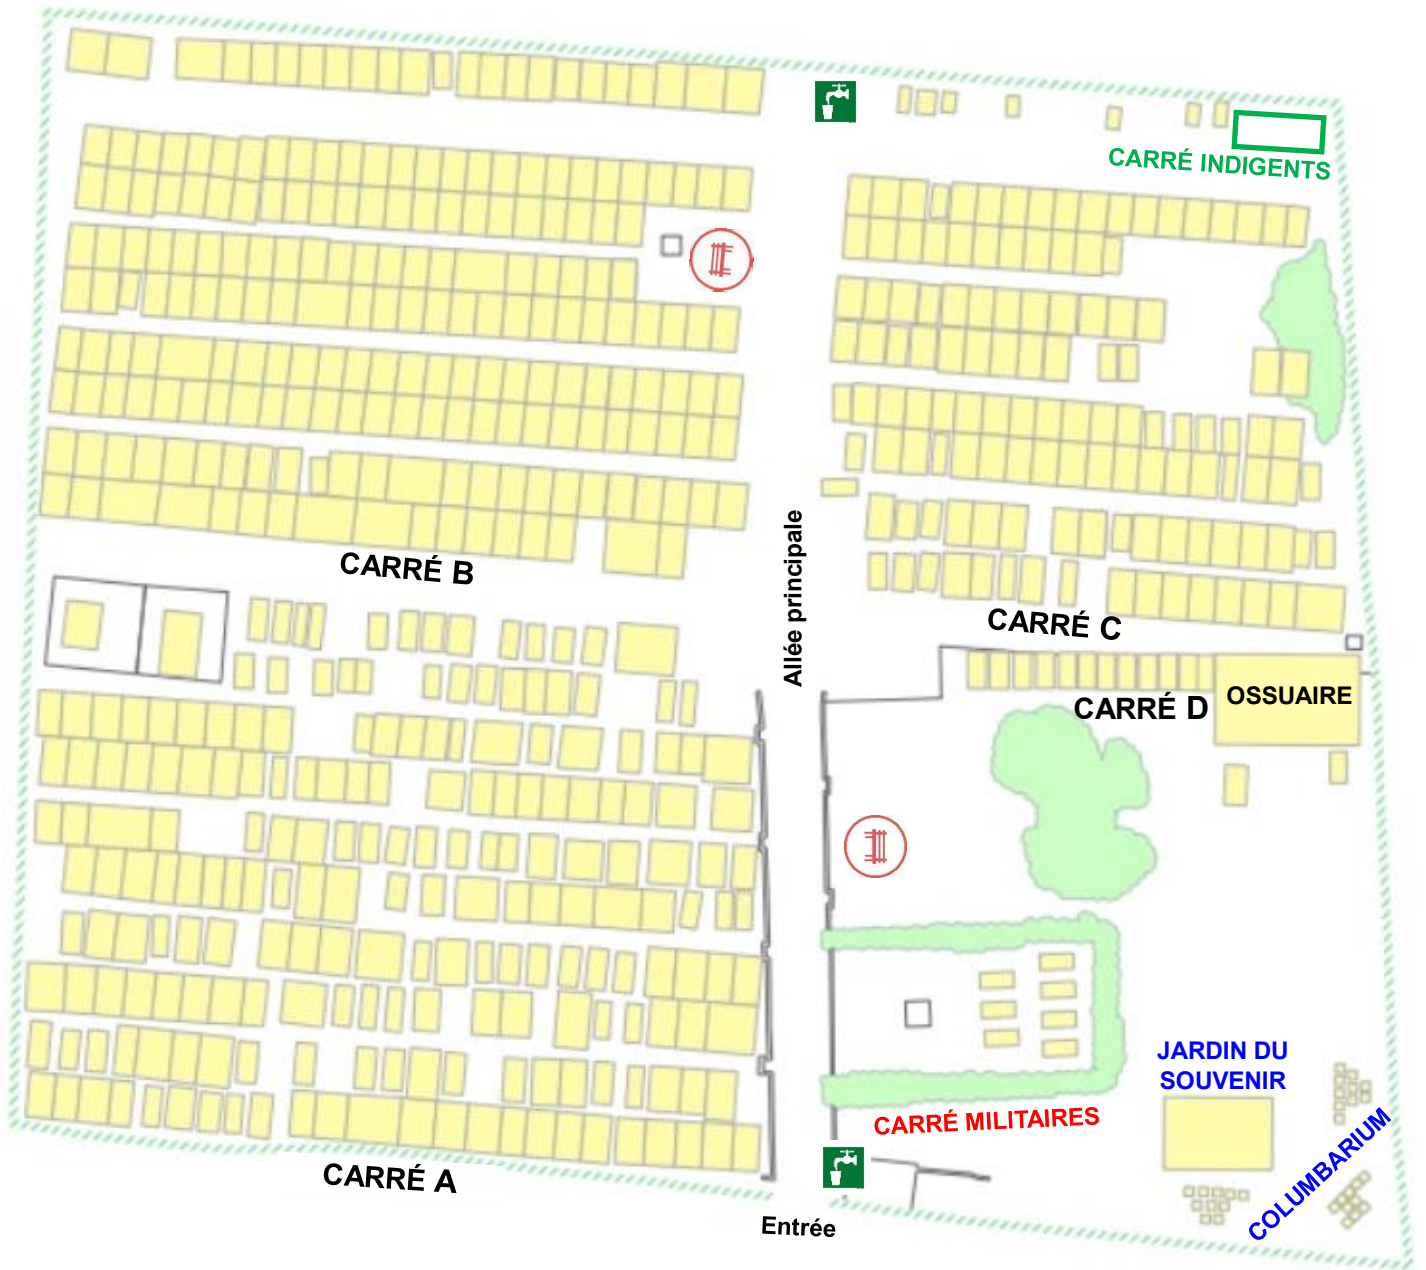 CARRÉ INDIGENTS
Allée principale
CARRÉ B
CARRÉ C
CARRÉ D
OSSUAIRE
JARDIN DU
SOUVENIR
CARRÉ MILITAIRES
COLUMBARIUM
CARRÉ A
Entrée